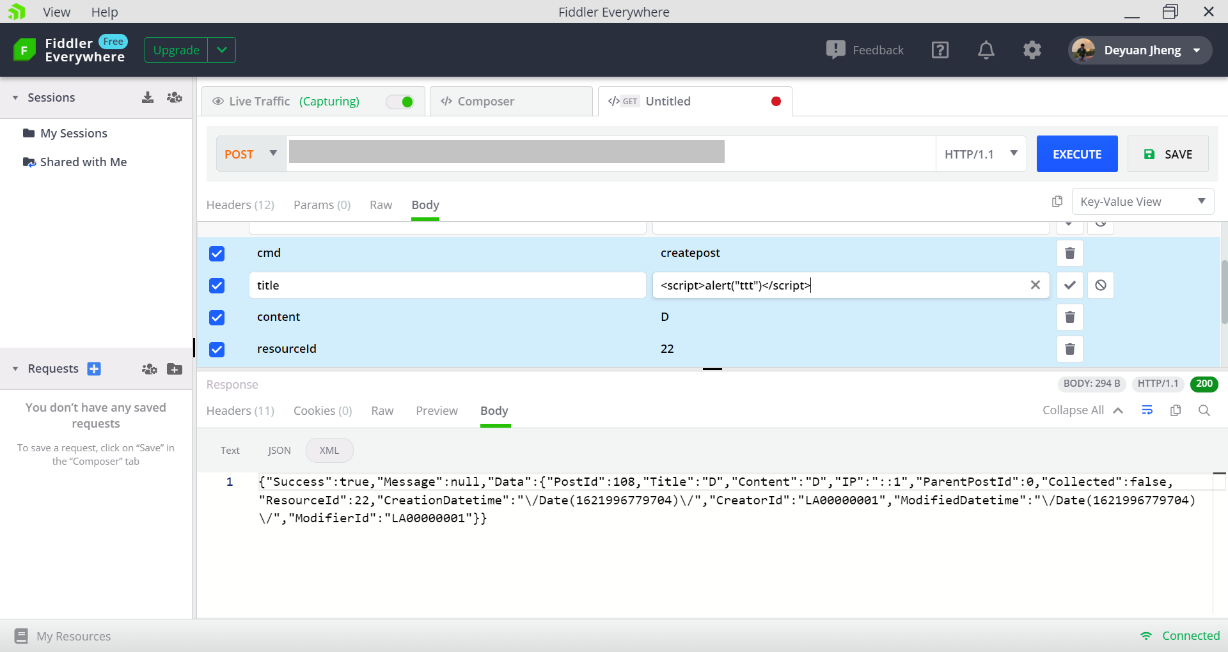 View Help Fiddler Everywhere
Fiddler Free
Everywhere
Upgrade
Feedback
Deyuan Jheng
Sessions
My Sessions
Shared with Me
Live Traffic (Capturing)
</> Composer
</> GET Untitled
POST
HTTP/1.1
EXECUTE
SAVE
Headers (12) Params (0) Raw Body
Key-Value View
cmd createpost
title <script>alert("ttt")</script>
content D
resourceId 22
Requests
You don't have any saved
requests
To save a request, click on “Save” in
the “Composer” tab
Response
BODY: 294 B HTTP/1.1 200
Headers (11) Cookies (0) Raw Preview Body
Collapse All
Text JSON XML
1 {"Success":true,"Message":null,"Data":{"PostId":108,"Title":"D","Content":"D","IP":"::1","ParentPostId":0,"Collected":false,
"ResourceId":22,"CreationDatetime":"\/Date(1621996779704)\/","CreatorId":"LA00000001","ModifiedDatetime":"\/Date(1621996779704)
\/","ModifierId":"LA00000001"}}
My Resources
Connected